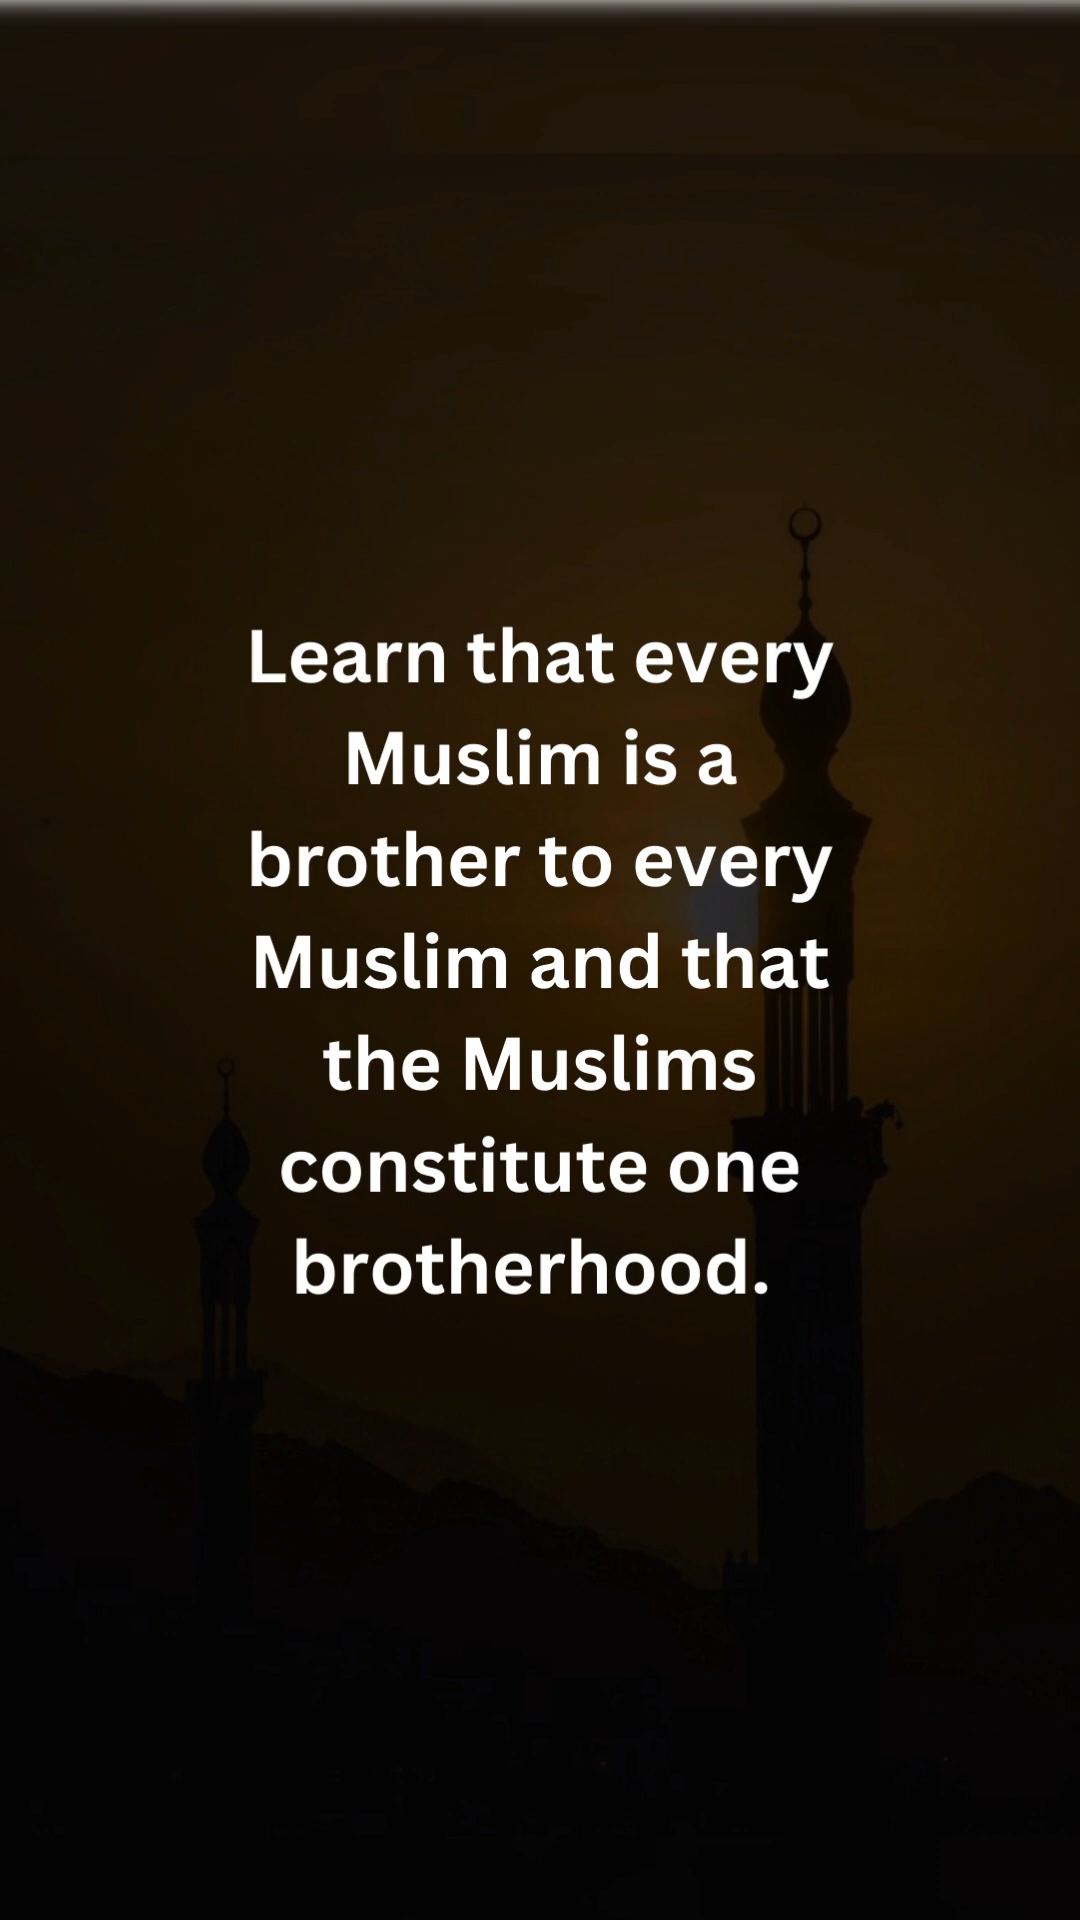 Learn that every
Muslim is a
brother to every
Muslim and that
the Muslims
constitute one
brotherhood.